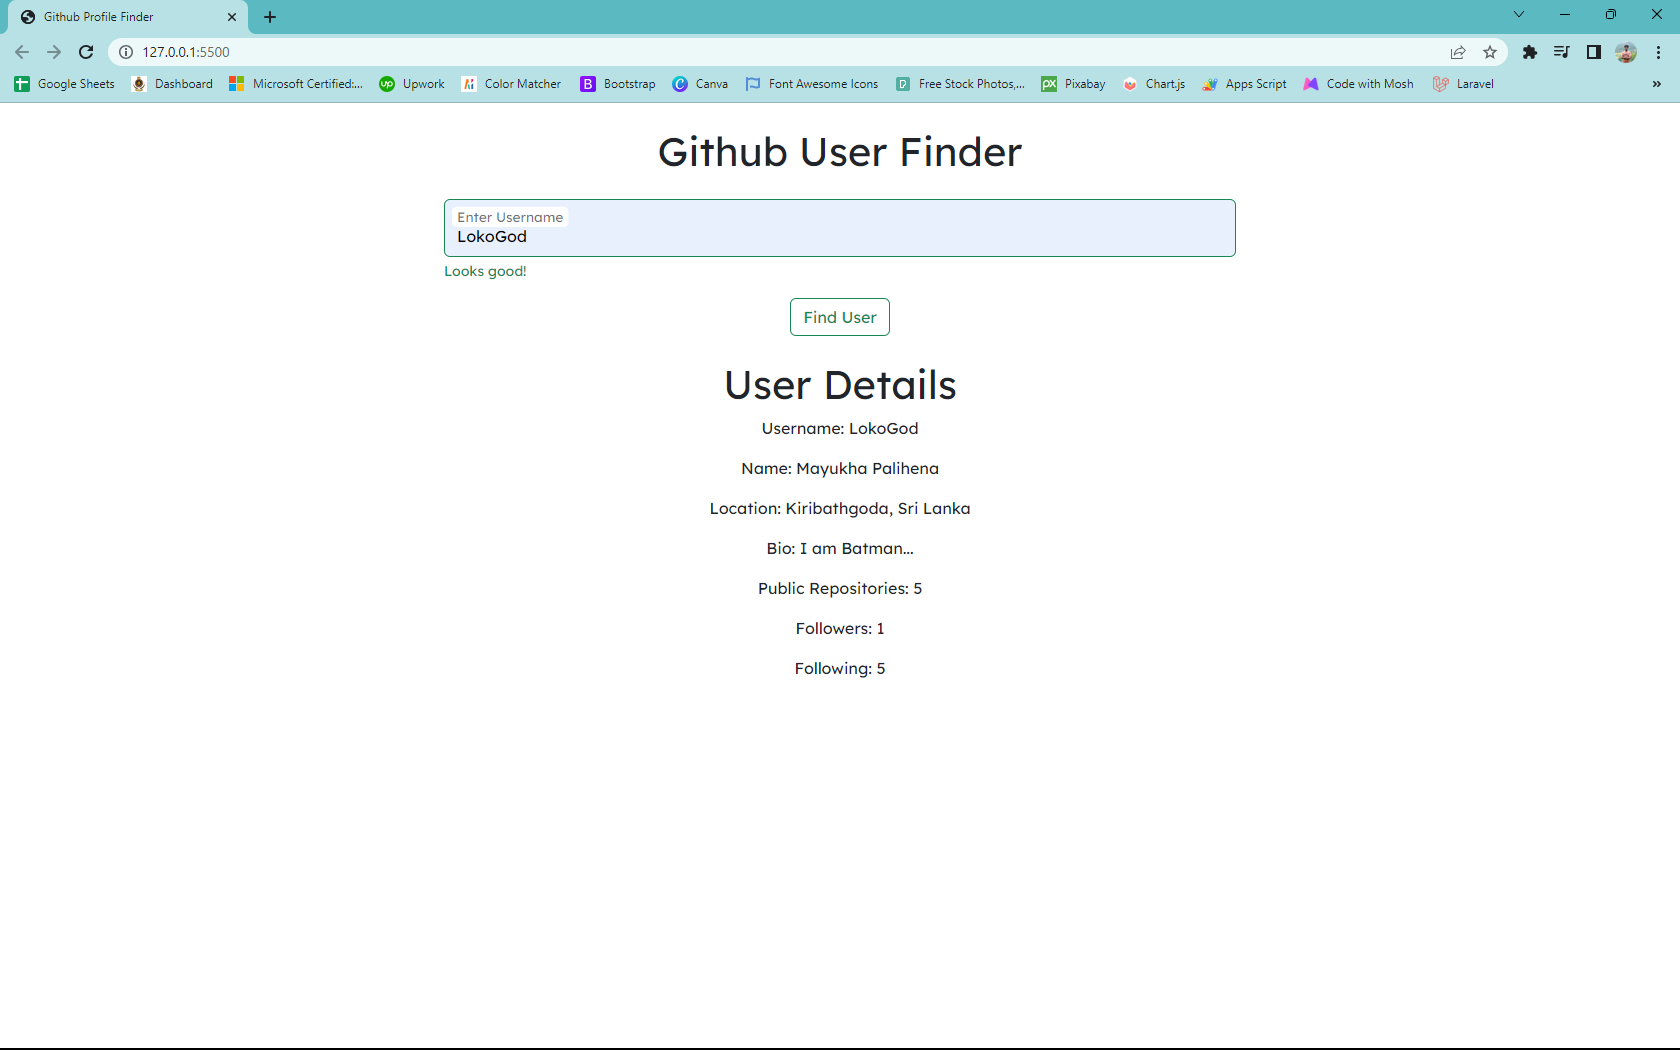 Github Profile Finder
127.0.0.1:5500
Google Sheets Dashboard Microsoft Certified:... up Upwork Color Matcher B Bootstrap C Canva Font Awesome Icons D Free Stock Photos,... px Pixabay Chart.js Apps Script Code with Mosh Laravel »
Github User Finder
Enter Username
LokoGod
Looks good!
Find User
User Details
Username: LokoGod
Name: Mayukha Palihena
Location: Kiribathgoda, Sri Lanka
Bio: I am Batman...
Public Repositories: 5
Followers: 1
Following: 5